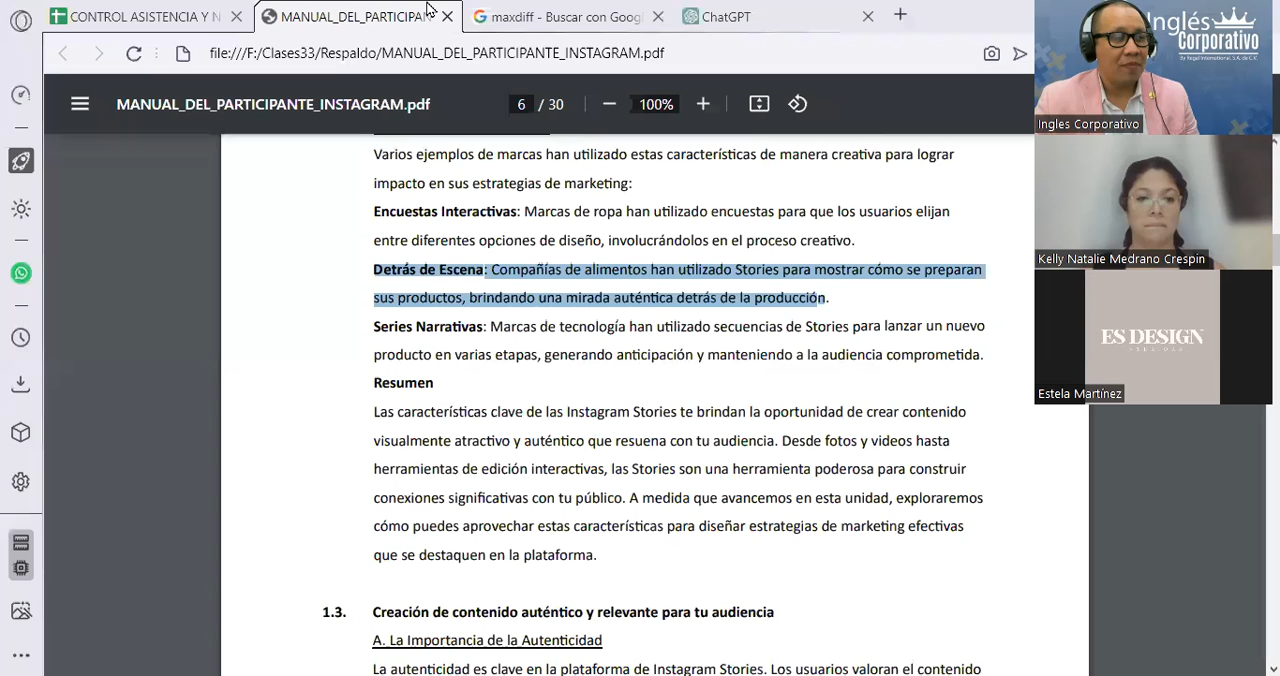 CONTROL ASISTENCIA Y N
MANUAL_DEL_PARTICIPAN
maxdiff - Buscar con Goog
ChatGPT
file:///F:/Clases33/Respaldo/MANUAL_DEL_PARTICIPANTE_INSTAGRAM.pdf
MANUAL_DEL_PARTICIPANTE_INSTAGRAM.pdf
6 / 30
100%
Varios ejemplos de marcas han utilizado estas características de manera creativa para lograr
impacto en sus estrategias de marketing:
Encuestas Interactivas: Marcas de ropa han utilizado encuestas para que los usuarios elijan
entre diferentes opciones de diseño, involucrándolos en el proceso creativo.
Detrás de Escena: Compañías de alimentos han utilizado Stories para mostrar cómo se preparan
sus productos, brindando una mirada auténtica detrás de la producción.
Series Narrativas: Marcas de tecnología han utilizado secuencias de Stories para lanzar un nuevo
producto en varias etapas, generando anticipación y manteniendo a la audiencia comprometida.
Resumen
Las características clave de las Instagram Stories te brindan la oportunidad de crear contenido
visualmente atractivo y auténtico que resuena con tu audiencia. Desde fotos y videos hasta
herramientas de edición interactivas, las Stories son una herramienta poderosa para construir
conexiones significativas con tu público. A medida que avancemos en esta unidad, exploraremos
cómo puedes aprovechar estas características para diseñar estrategias de marketing efectivas
que se destaquen en la plataforma.
1.3. Creación de contenido auténtico y relevante para tu audiencia
A. La Importancia de la Autenticidad
La autenticidad es clave en la plataforma de Instagram Stories. Los usuarios valoran el contenido
Inglés
Corporativo
By Regal International, S.A. de C.V.
Ingles Corporativo
Kelly Natalie Medrano Crespin
ES DESIGN
Estela Martínez